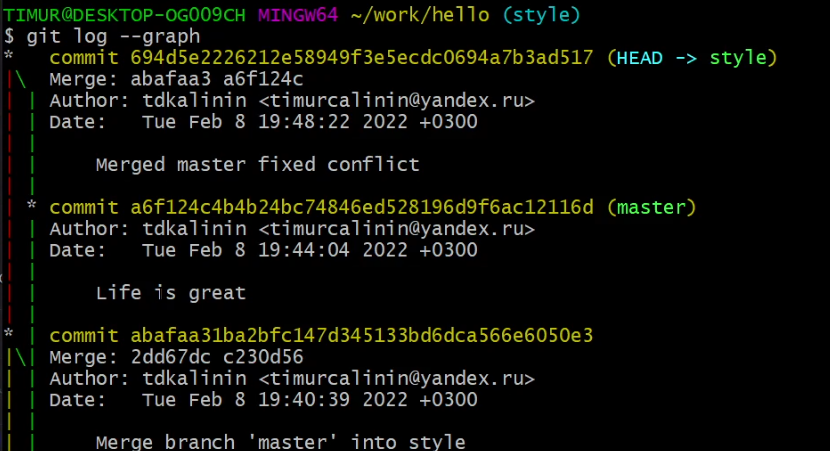 TIMUR@DESKTOP-OG009CH MINGW64 ~/work/hello (style)
$ git log --graph
*   commit 694d5e2226212e58949f3e5ecdc0694a7b3ad517 (HEAD -> style)
|\  Merge: abafaa3 a6f124c
| | Author: tdkalinin <timurcalinin@yandex.ru>
| | Date:   Tue Feb 8 19:48:22 2022 +0300
| |
| |     Merged master fixed conflict
| |
| * commit a6f124c4b4b24bc74846ed528196d9f6ac12116d (master)
| | Author: tdkalinin <timurcalinin@yandex.ru>
| | Date:   Tue Feb 8 19:44:04 2022 +0300
| |
| |     Life is great
| |
* | commit abafaa31ba2bfc147d345133bd6dca566e6050e3
|\| Merge: 2dd67dc c230d56
| | Author: tdkalinin <timurcalinin@yandex.ru>
| | Date:   Tue Feb 8 19:40:39 2022 +0300
| |
| |     Merge branch 'master' into style